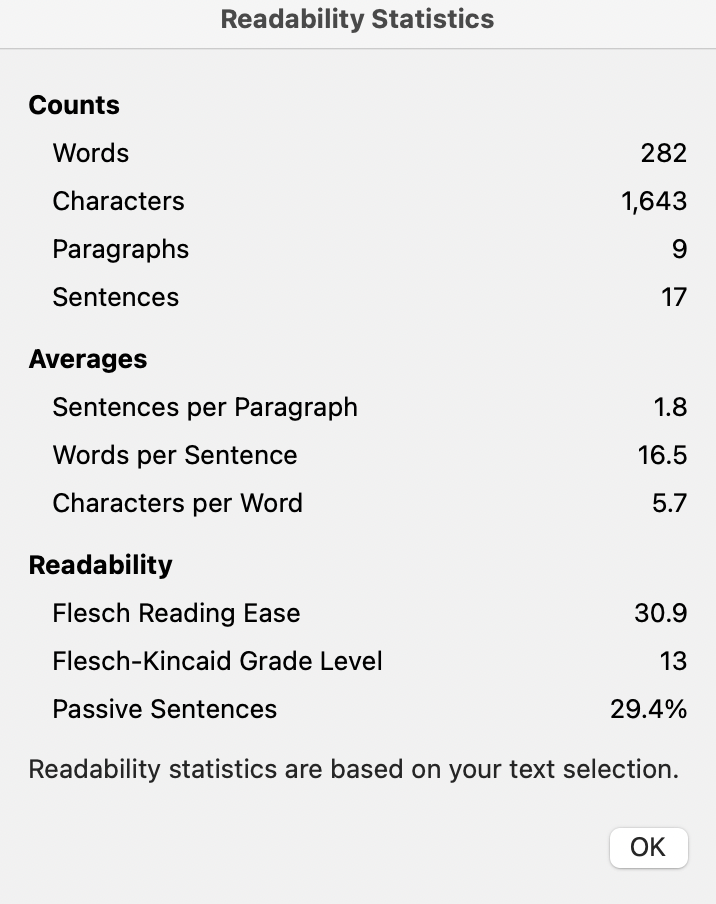 Readability Statistics
Counts
Words 282
Characters 1,643
Paragraphs 9
Sentences 17
Averages
Sentences per Paragraph 1.8
Words per Sentence 16.5
Characters per Word 5.7
Readability
Flesch Reading Ease 30.9
Flesch-Kincaid Grade Level 13
Passive Sentences 29.4%
Readability statistics are based on your text selection.
OK